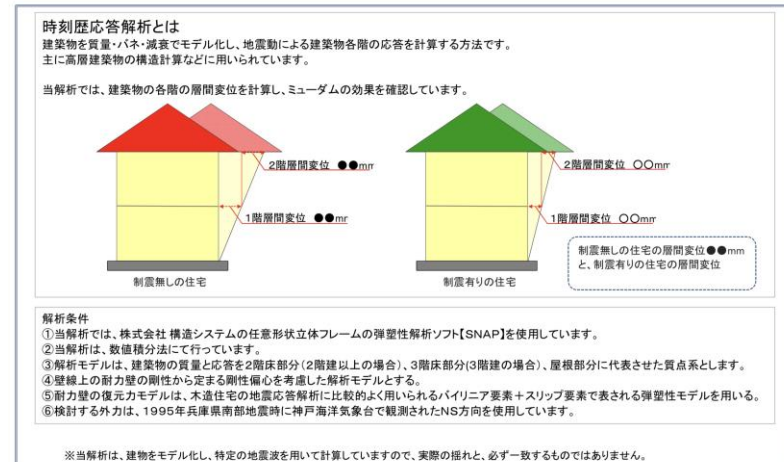 時刻歴応答解析とは
建築物を質量・バネ・減衰でモデル化し、地震動による建築物各階の応答を計算する方法です。
主に高層建築物の構造計算などに用いられています。
当解析では、建築物の各階の層間変位を計算し、ミューダムの効果を確認しています。
2階層間変位 ●●mm
1階層間変位 ●●mm
制震無しの住宅
2階層間変位 〇〇mm
1階層間変位 〇〇mm
制震有りの住宅
制震無しの住宅の層間変位●●mm
と、制震有りの住宅の層間変位
解析条件
①当解析では、株式会社 構造システムの任意形状立体フレームの弾塑性解析ソフト【SNAP】を使用しています。
②当解析は、数値積分法にて行っています。
③解析モデルは、建築物の質量と応答を2階床部分(2階建以上の場合)、3階床部分(3階建の場合)、屋根部分に代表させた質点系とします。
④壁線上の耐力壁の剛性から定まる剛性偏心を考慮した解析モデルとする。
⑤耐力壁の復元力モデルは、木造住宅の地震応答解析に比較的よく用いられるバイリニア要素+スリップ要素で表される弾塑性モデルを用いる。
⑥検討する外力は、1995年兵庫県南部地震時に神戸海洋気象台で観測されたNS方向を使用しています。
※当解析は、建物をモデル化し、特定の地震波を用いて計算していますので、実際の揺れと、必ず一致するものではありません。